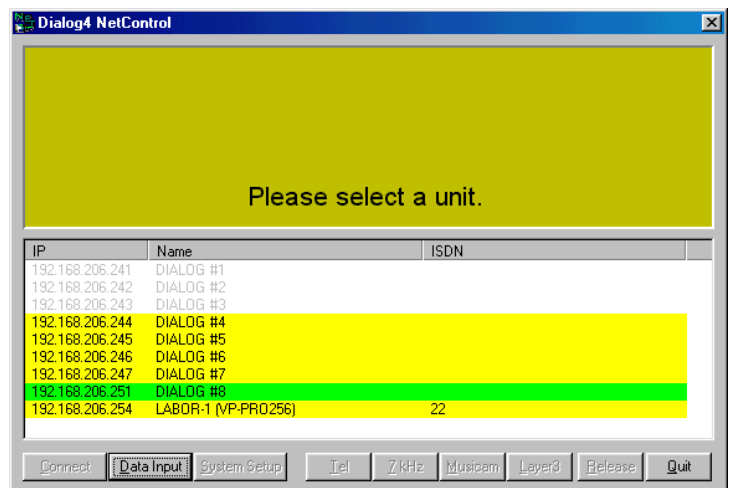 Dialog4 NetControl
Please select a unit.
IP Name ISDN
192.168.206.241 DIALOG #1
192.168.206.242 DIALOG #2
192.168.206.243 DIALOG #3
192.168.206.244 DIALOG #4
192.168.206.245 DIALOG #5
192.168.206.246 DIALOG #6
192.168.206.247 DIALOG #7
192.168.206.251 DIALOG #8
192.168.206.254 LABOR-1 (VP-PRO256) 22
Connect Data Input System Setup Tel 7 kHz Musicam Layer3 Release Quit